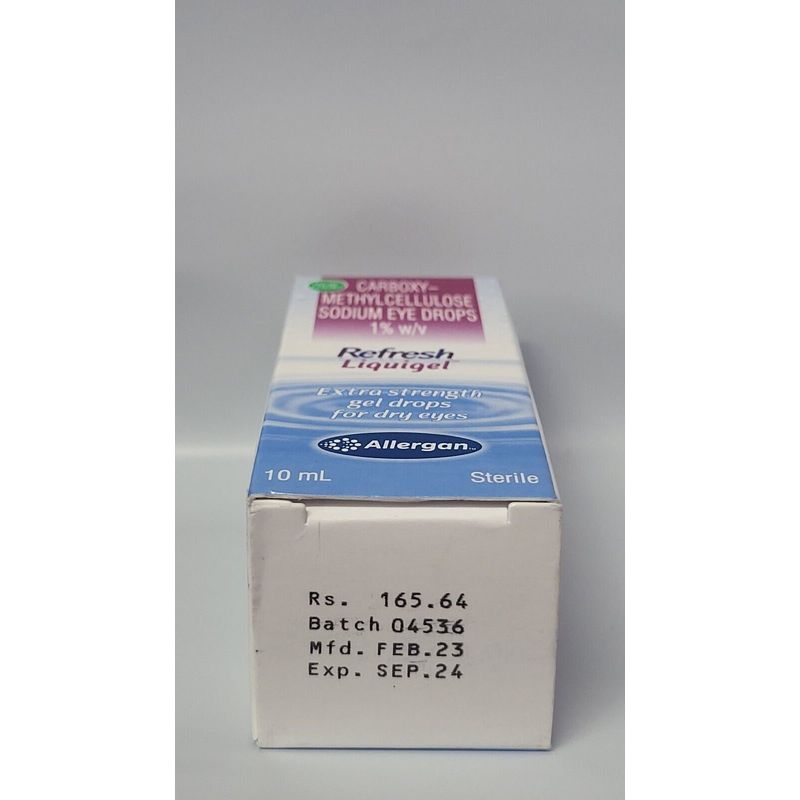 CARBOXY-
METHYLCELLULOSE
SODIUM EYE DROPS
1% w/v
Refresh
Liquigel
Extra strength
gel drops
for dry eyes
Allergan™
10 mL Sterile
Rs. 165.64
Batch 04536
Mfd. FEB.23
Exp. SEP.24